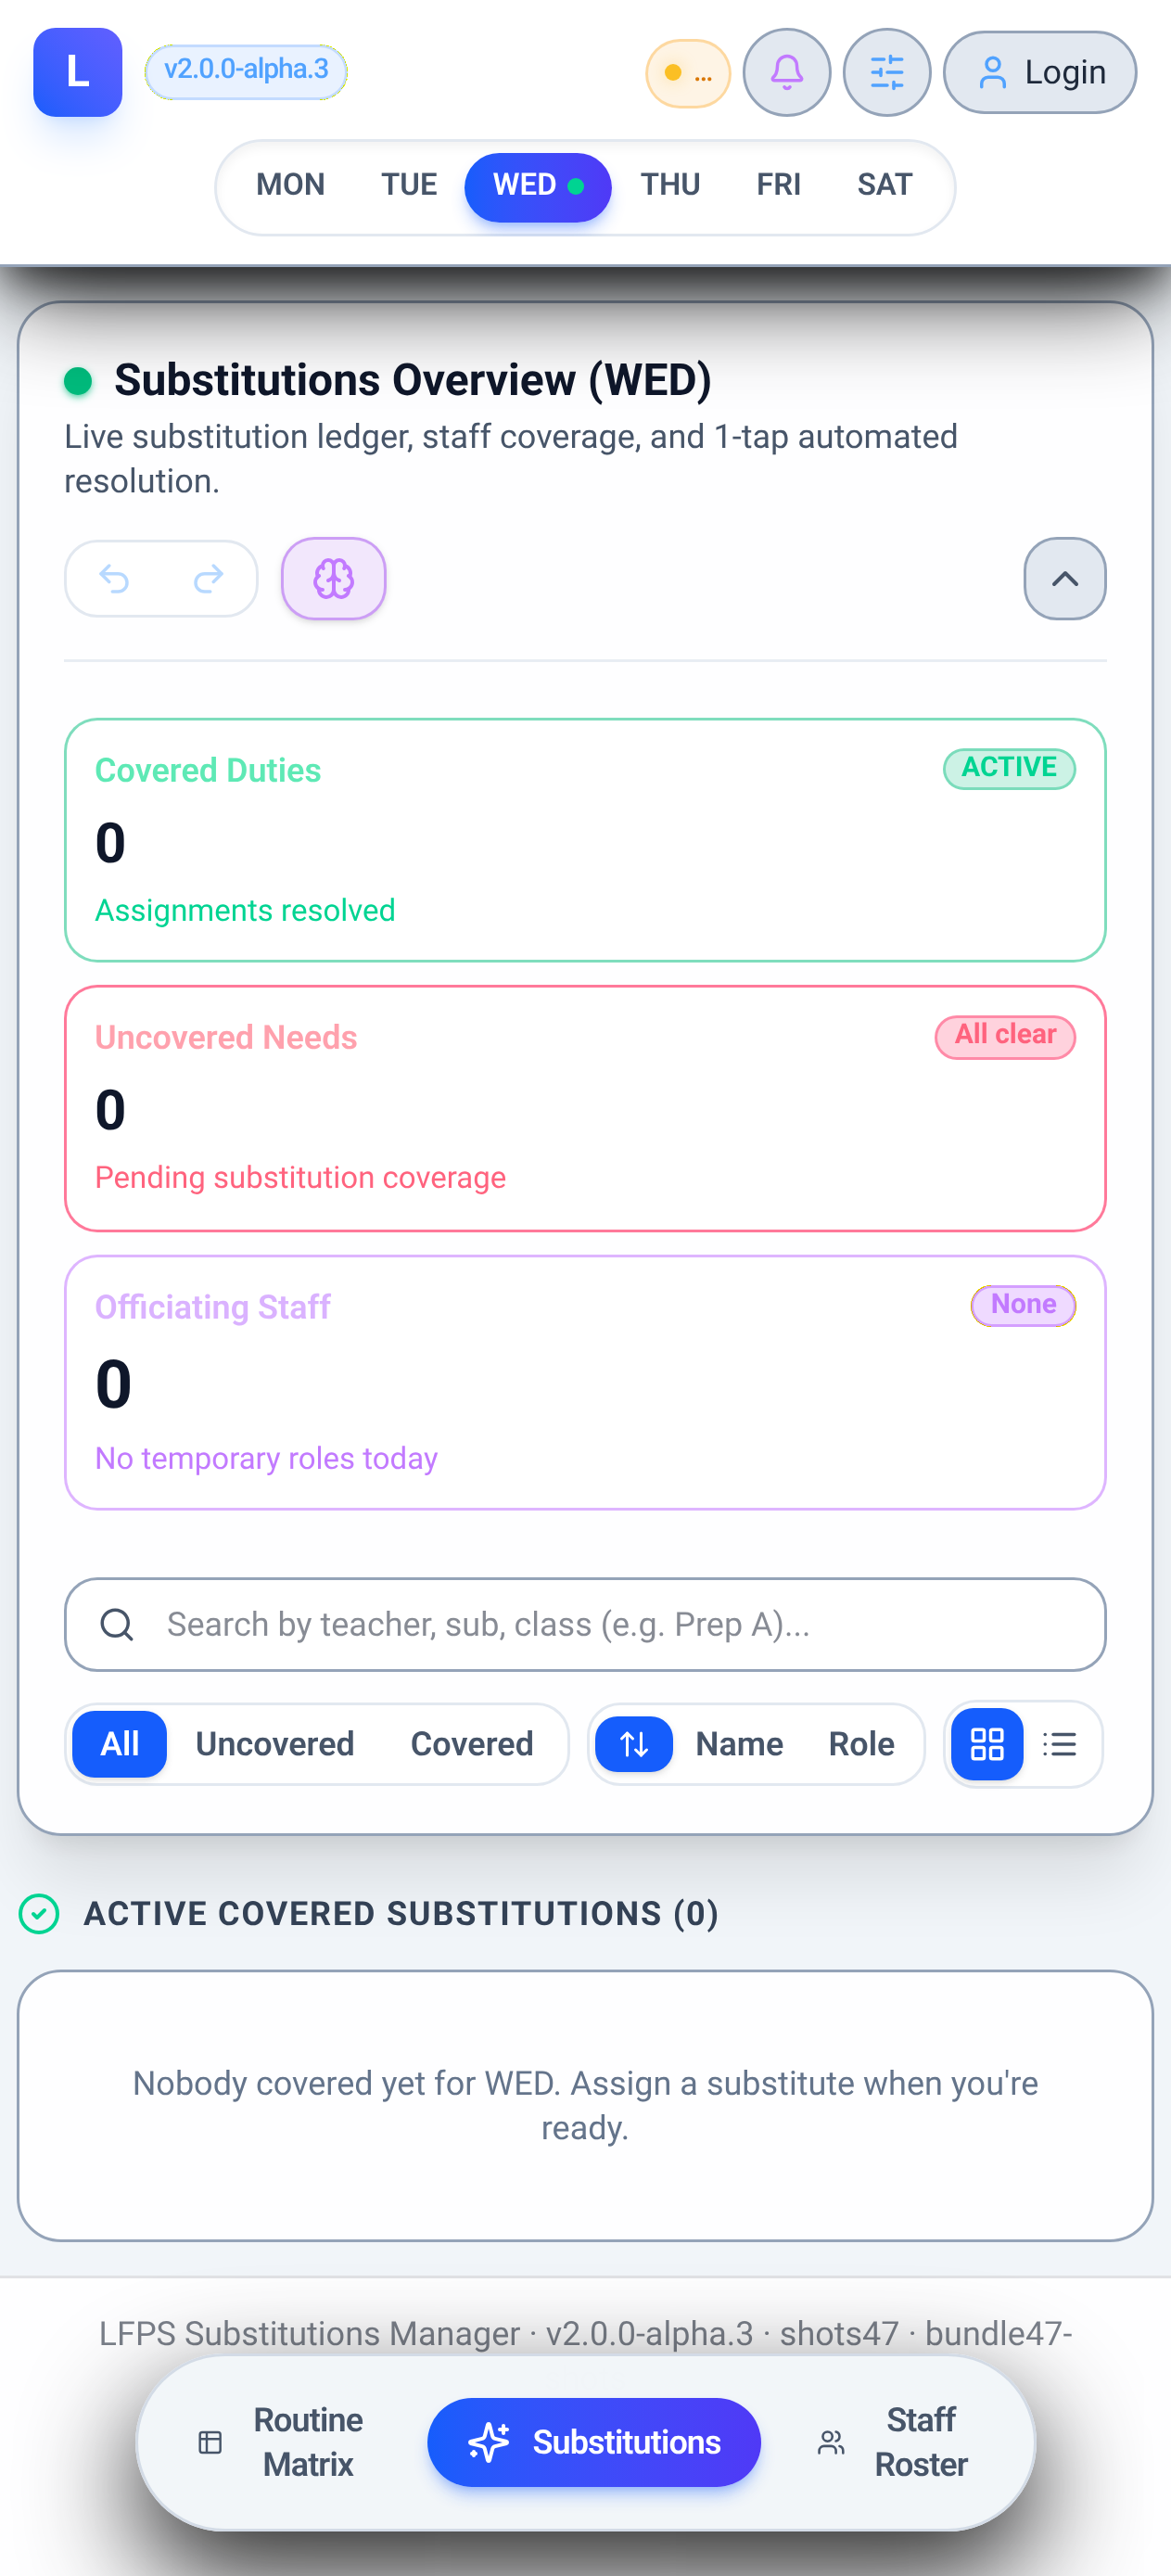 L
v2.0.0-alpha.3
...
Login
MON TUE WED THU FRI SAT
Substitutions Overview (WED)
Live substitution ledger, staff coverage, and 1-tap automated
resolution.
Covered Duties
ACTIVE
0
Assignments resolved
Uncovered Needs
All clear
0
Pending substitution coverage
Officiating Staff
None
0
No temporary roles today
Search by teacher, sub, class (e.g. Prep A)...
All Uncovered Covered
Name Role
ACTIVE COVERED SUBSTITUTIONS (0)
Nobody covered yet for WED. Assign a substitute when you're
ready.
LFPS Substitutions Manager · v2.0.0-alpha.3 · shots47 · bundle47-
Routine
Matrix
Substitutions
Staff
Roster